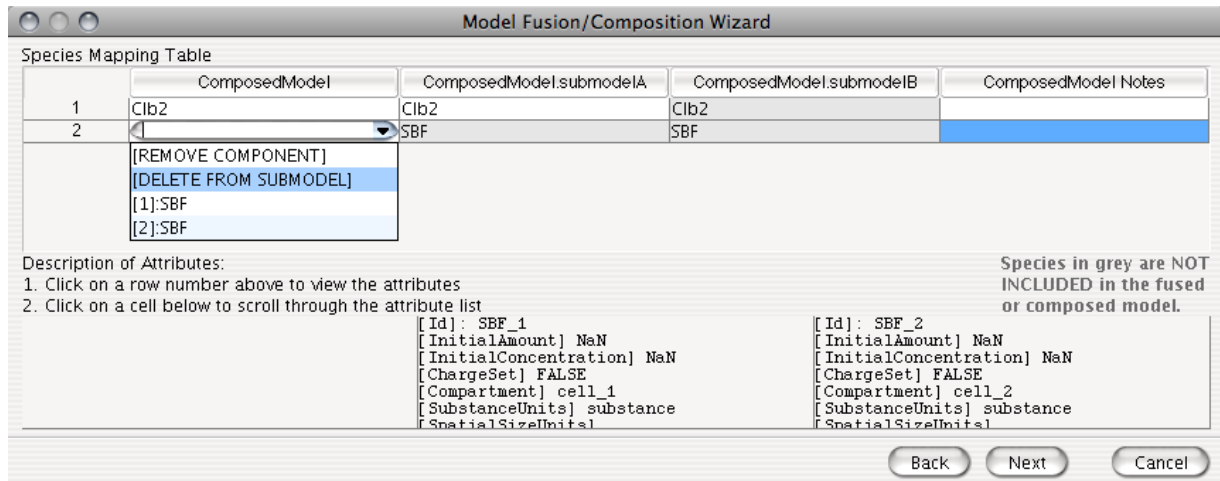 Model Fusion/Composition Wizard
Species Mapping Table
ComposedModel ComposedModel.submodelA ComposedModel.submodelB ComposedModel Notes
1 Clb2 Clb2 Clb2
2 SBF SBF
[REMOVE COMPONENT]
[DELETE FROM SUBMODEL]
[1]:SBF
[2]:SBF
Description of Attributes:
1. Click on a row number above to view the attributes
2. Click on a cell below to scroll through the attribute list
Species in grey are NOT
INCLUDED in the fused
or composed model.
[Id]: SBF_1
[InitialAmount] NaN
[InitialConcentration] NaN
[ChargeSet] FALSE
[Compartment] cell_1
[SubstanceUnits] substance
[SpatialSizeUnits]
[Id]: SBF_2
[InitialAmount] NaN
[InitialConcentration] NaN
[ChargeSet] FALSE
[Compartment] cell_2
[SubstanceUnits] substance
[SpatialSizeUnits]
Back Next Cancel